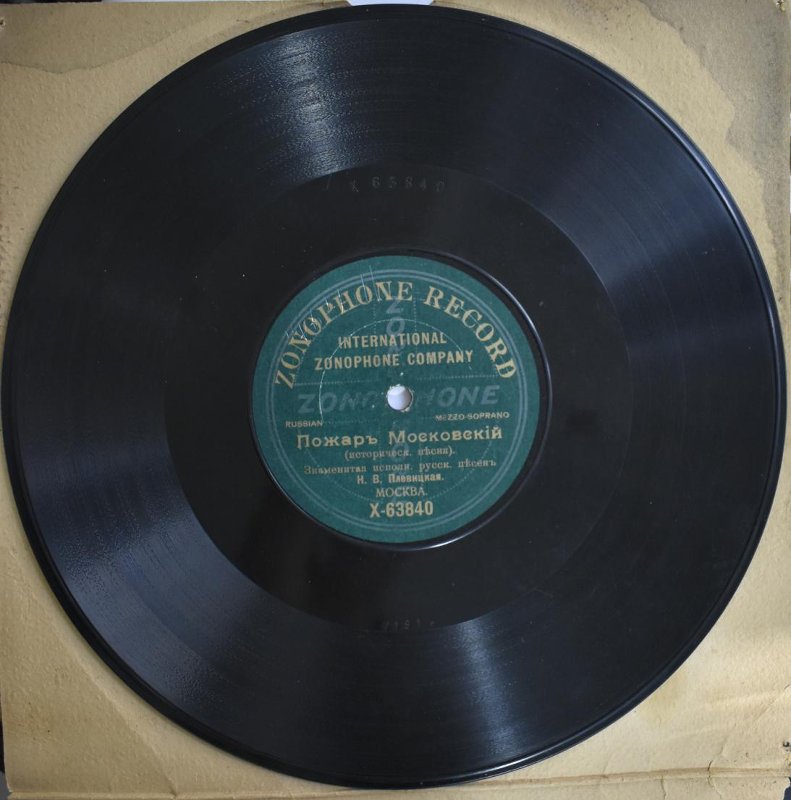 X 63840
ZONOPHONE RECORD
INTERNATIONAL
ZONOPHONE COMPANY
ZONOPHONE
RUSSIAN
MEZZO-SOPRANO
Пожаръ Московскій
(историческ. пѣсня).
Знаменитая исполн. русск. пѣсенъ
Н. В. Плевицкая.
МОСКВА.
X-63840